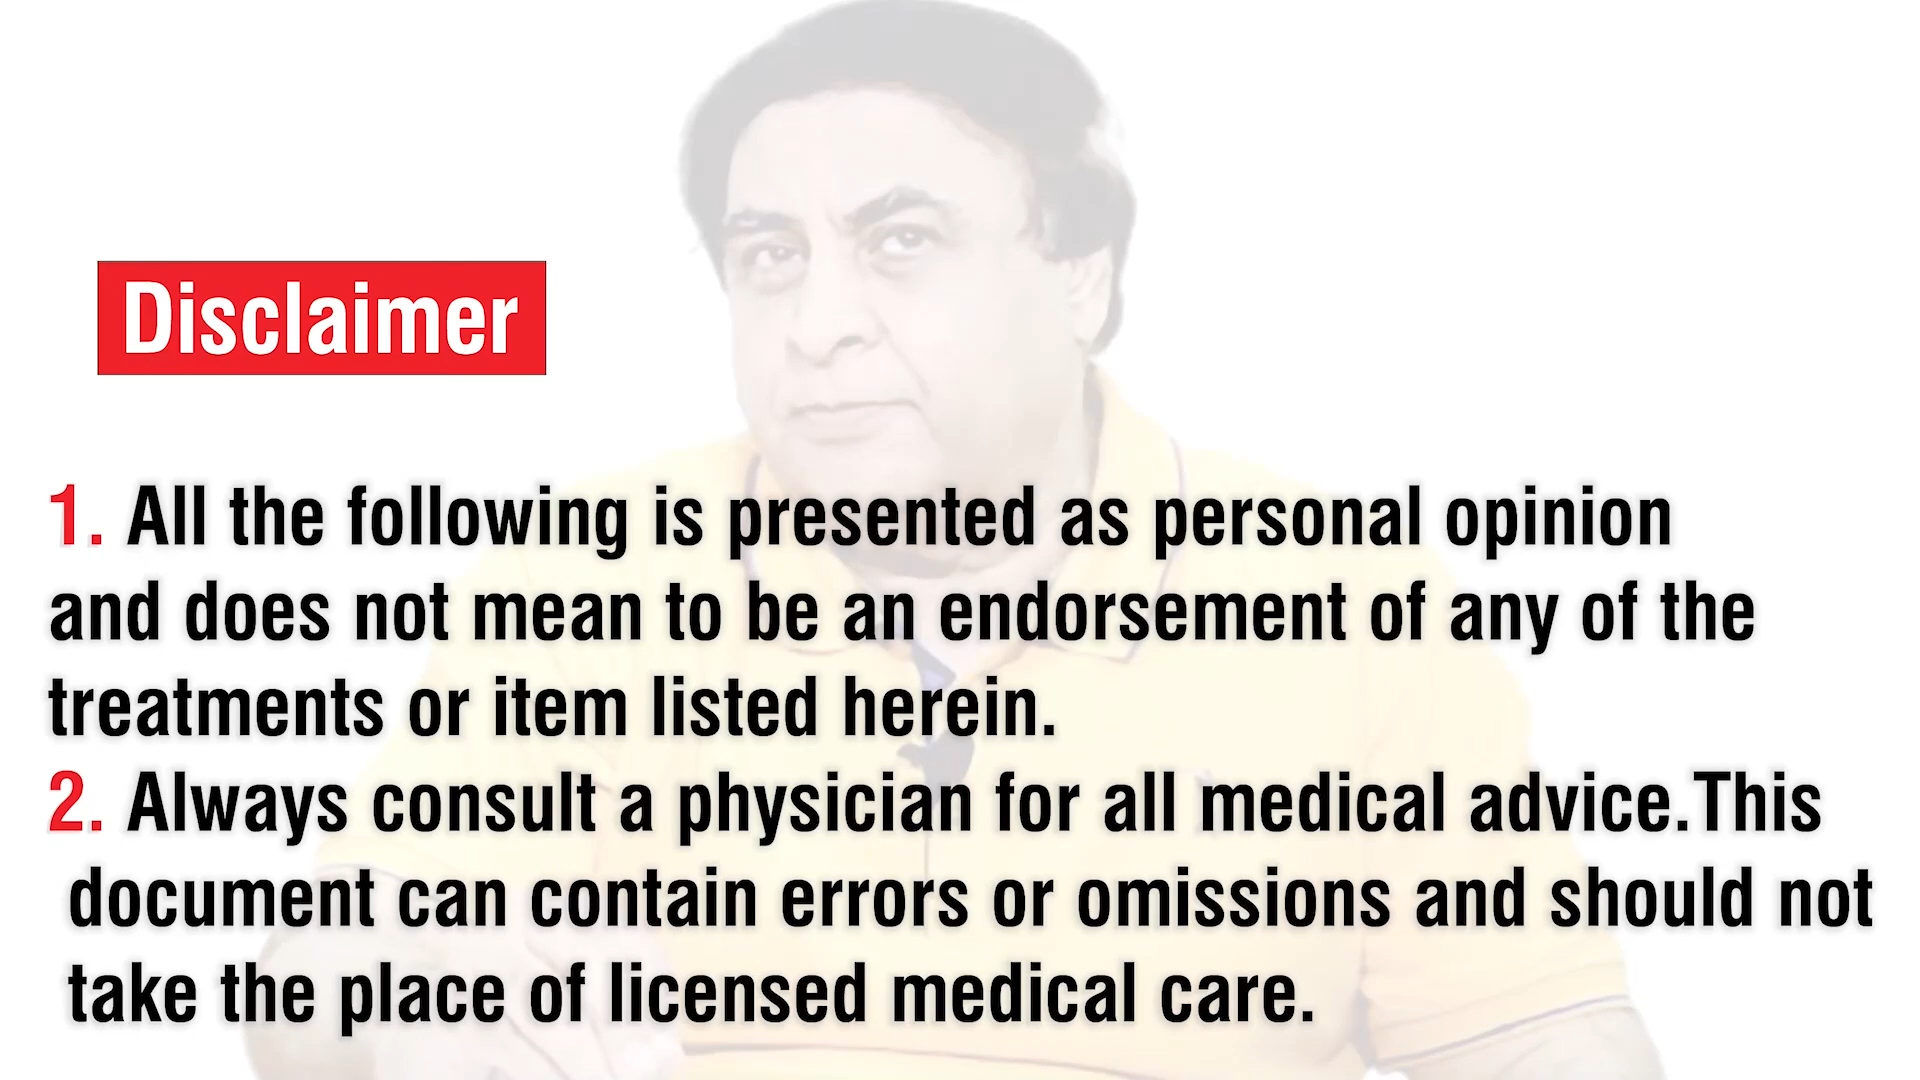 Disclaimer
1. All the following is presented as personal opinion
and does not mean to be an endorsement of any of the
treatments or item listed herein.
2. Always consult a physician for all medical advice.This
document can contain errors or omissions and should not
take the place of licensed medical care.